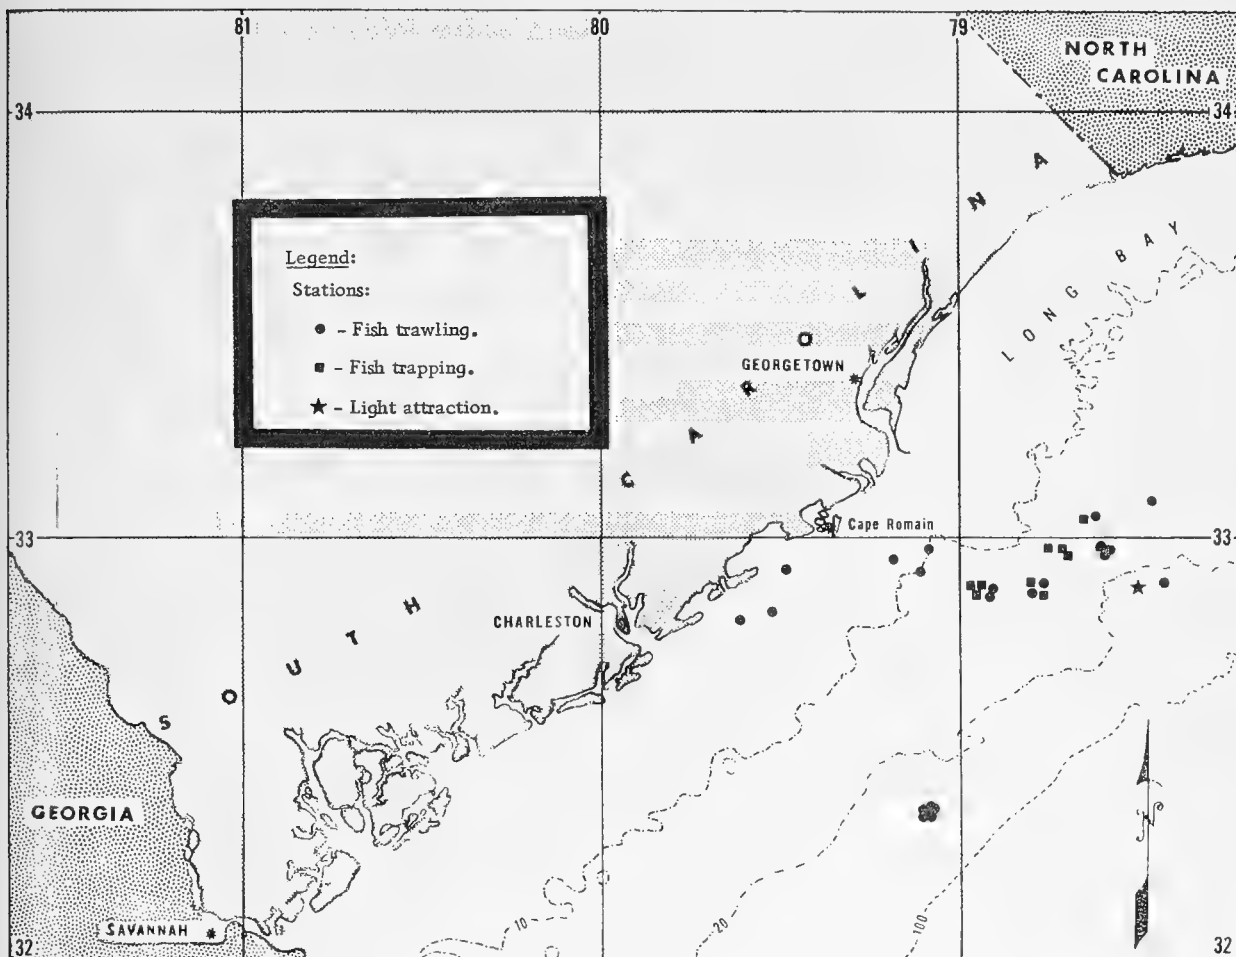 81
80
79
NORTH
CAROLINA
34
34
Legend:
Stations:
- Fish trawling.
- Fish trapping.
- Light attraction.
SOUTH CAROLINA
LONG BAY
GEORGETOWN
Cape Romain
33
33
CHARLESTON
GEORGIA
N
SAVANNAH
10
20
100
32
32